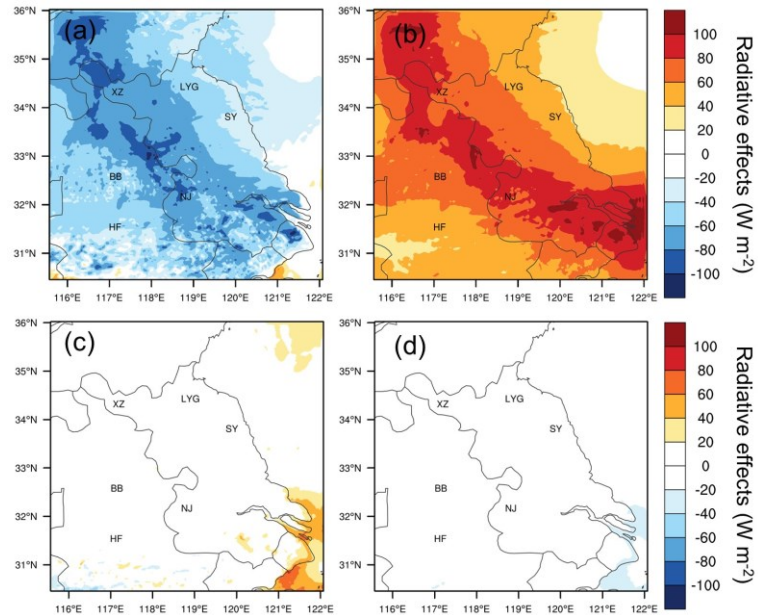 (a)
36°N
35°N
34°N
33°N
32°N
31°N
XZ
LYG
SY
BB
NJ
HF
116°E 117°E 118°E 119°E 120°E 121°E 122°E
(b)
36°N
35°N
34°N
33°N
32°N
31°N
XZ
LYG
SY
BB
NJ
HF
116°E 117°E 118°E 119°E 120°E 121°E 122°E
100
80
60
40
20
0
-20
-40
-60
-80
-100
Radiative effects (W m⁻²)
(c)
36°N
35°N
34°N
33°N
32°N
31°N
XZ
LYG
SY
BB
NJ
HF
116°E 117°E 118°E 119°E 120°E 121°E 122°E
(d)
36°N
35°N
34°N
33°N
32°N
31°N
XZ
LYG
SY
BB
NJ
HF
116°E 117°E 118°E 119°E 120°E 121°E 122°E
100
80
60
40
20
0
-20
-40
-60
-80
-100
Radiative effects (W m⁻²)